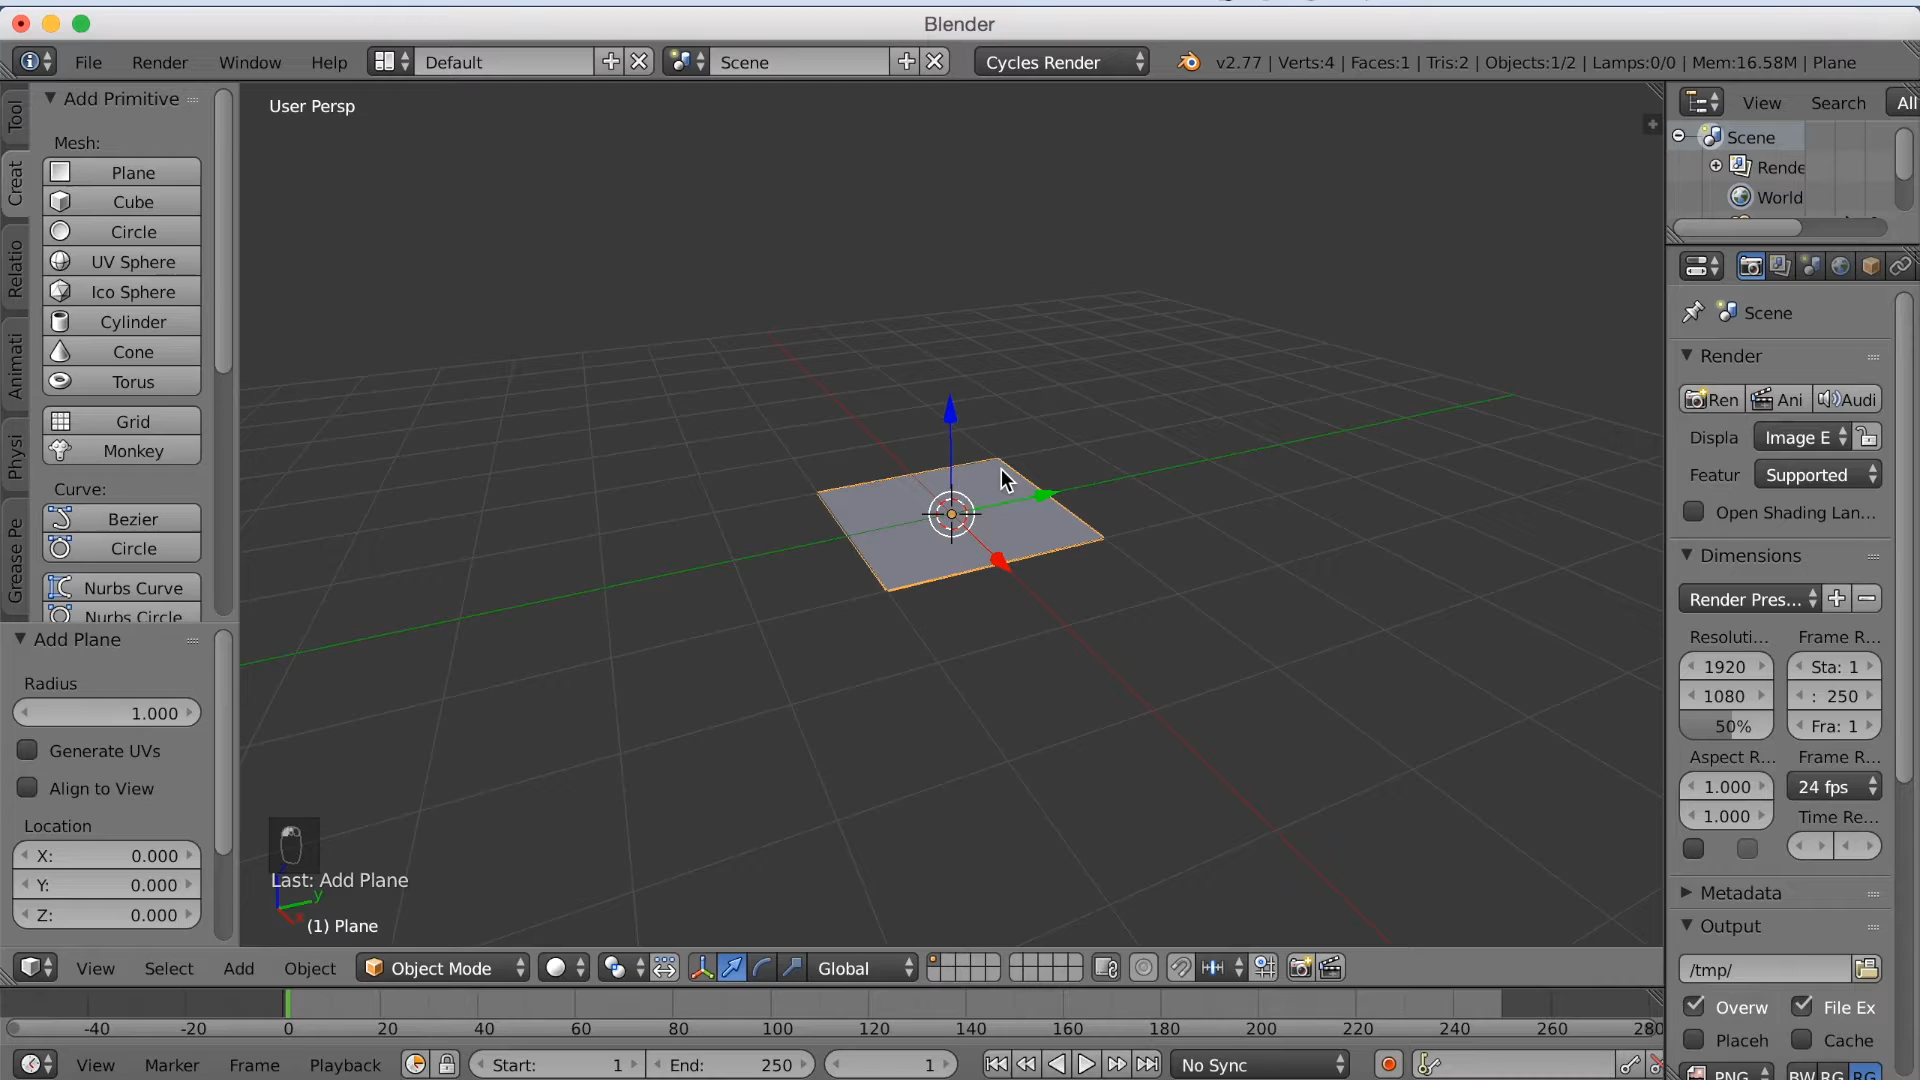 Blender
File Render Window Help Default Scene Cycles Render v2.77 | Verts:4 | Faces:1 | Tris:2 | Objects:1/2 | Lamps:0/0 | Mem:16.58M | Plane
Tool
Creat
Relatio
Animati
Physi
Grease Pe
Add Primitive
Mesh:
Plane
Cube
Circle
UV Sphere
Ico Sphere
Cylinder
Cone
Torus
Grid
Monkey
Curve:
Bezier
Circle
Nurbs Curve
Nurbs Circle
Add Plane
Radius
1.000
Generate UVs
Align to View
Location
X: 0.000
Y: 0.000
Z: 0.000
User Persp
Last: Add Plane
y
x
(1) Plane
View Search All
Scene
Rende
World
Scene
Render
Ren Ani Audi
Displa Image E
Featur Supported
Open Shading Lan...
Dimensions
Render Pres...
Resoluti... Frame R...
1920 Sta: 1
1080 : 250
50% Fra: 1
Aspect R... Frame R...
1.000 24 fps
1.000 Time Re...
Metadata
Output
/tmp/
Overw File Ex
Placeh Cache
PNG BW RG RG
View Select Add Object Object Mode Global
-40 -20 0 20 40 60 80 100 120 140 160 180 200 220 240 260 280
View Marker Frame Playback Start: 1 End: 250 1 No Sync